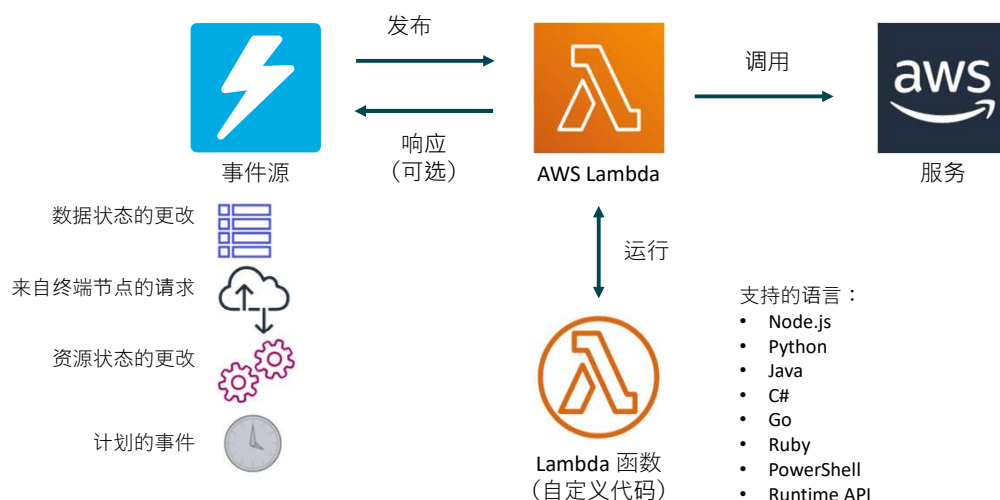 发布
响应
（可选）
调用
aws
事件源
AWS Lambda
服务
数据状态的更改
来自终端节点的请求
资源状态的更改
计划的事件
运行
Lambda 函数
（自定义代码）
支持的语言：
• Node.js
• Python
• Java
• C#
• Go
• Ruby
• PowerShell
• Runtime API